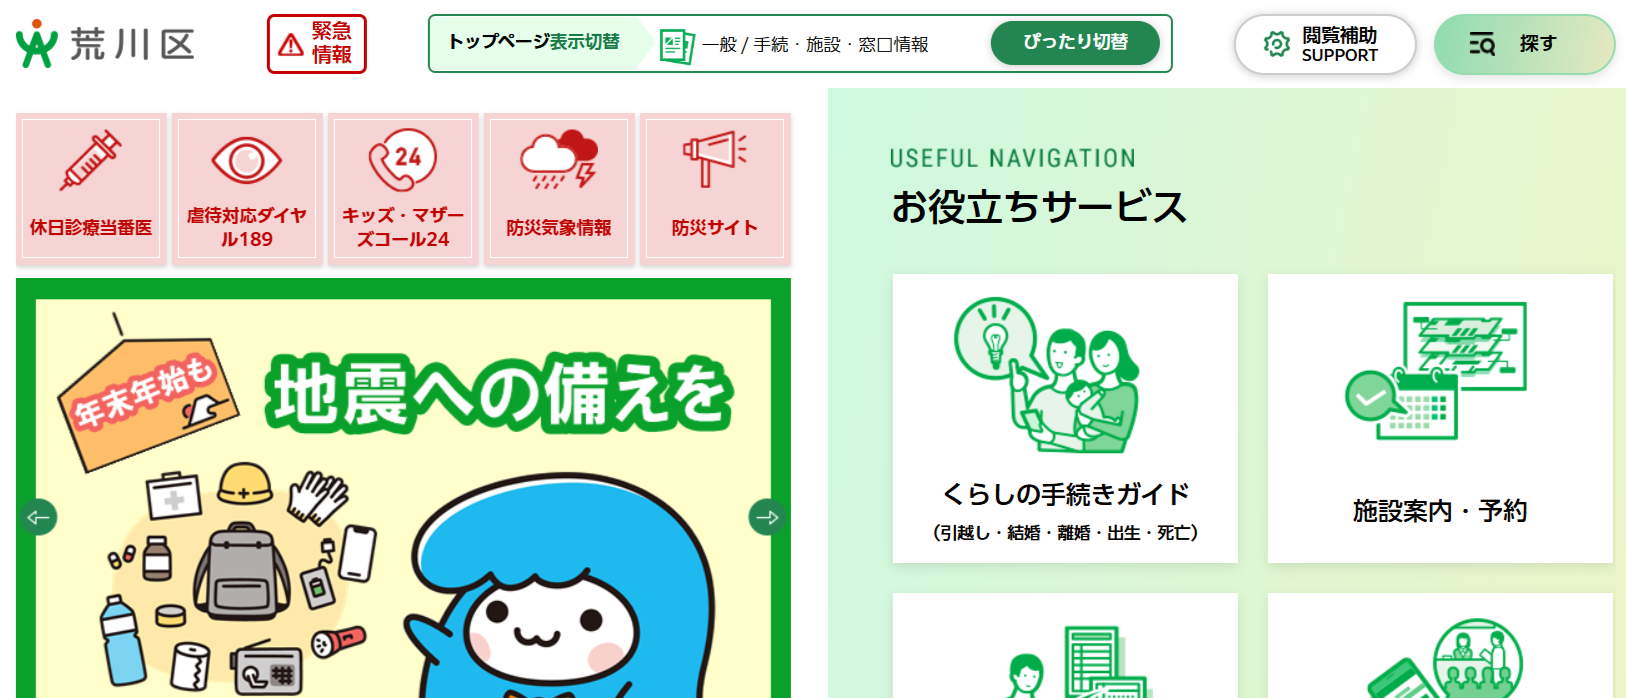 荒川区
緊急
情報
トップページ表示切替
一般 / 手続・施設・窓口情報
ぴったり切替
閲覧補助
SUPPORT
探す
休日診療当番医
虐待対応ダイヤ
ル189
24
キッズ・マザー
ズコール24
防災気象情報
防災サイト
年末年始も
地震への備えを
USEFUL NAVIGATION
お役立ちサービス
くらしの手続きガイド
（引越し・結婚・離婚・出生・死亡）
施設案内・予約